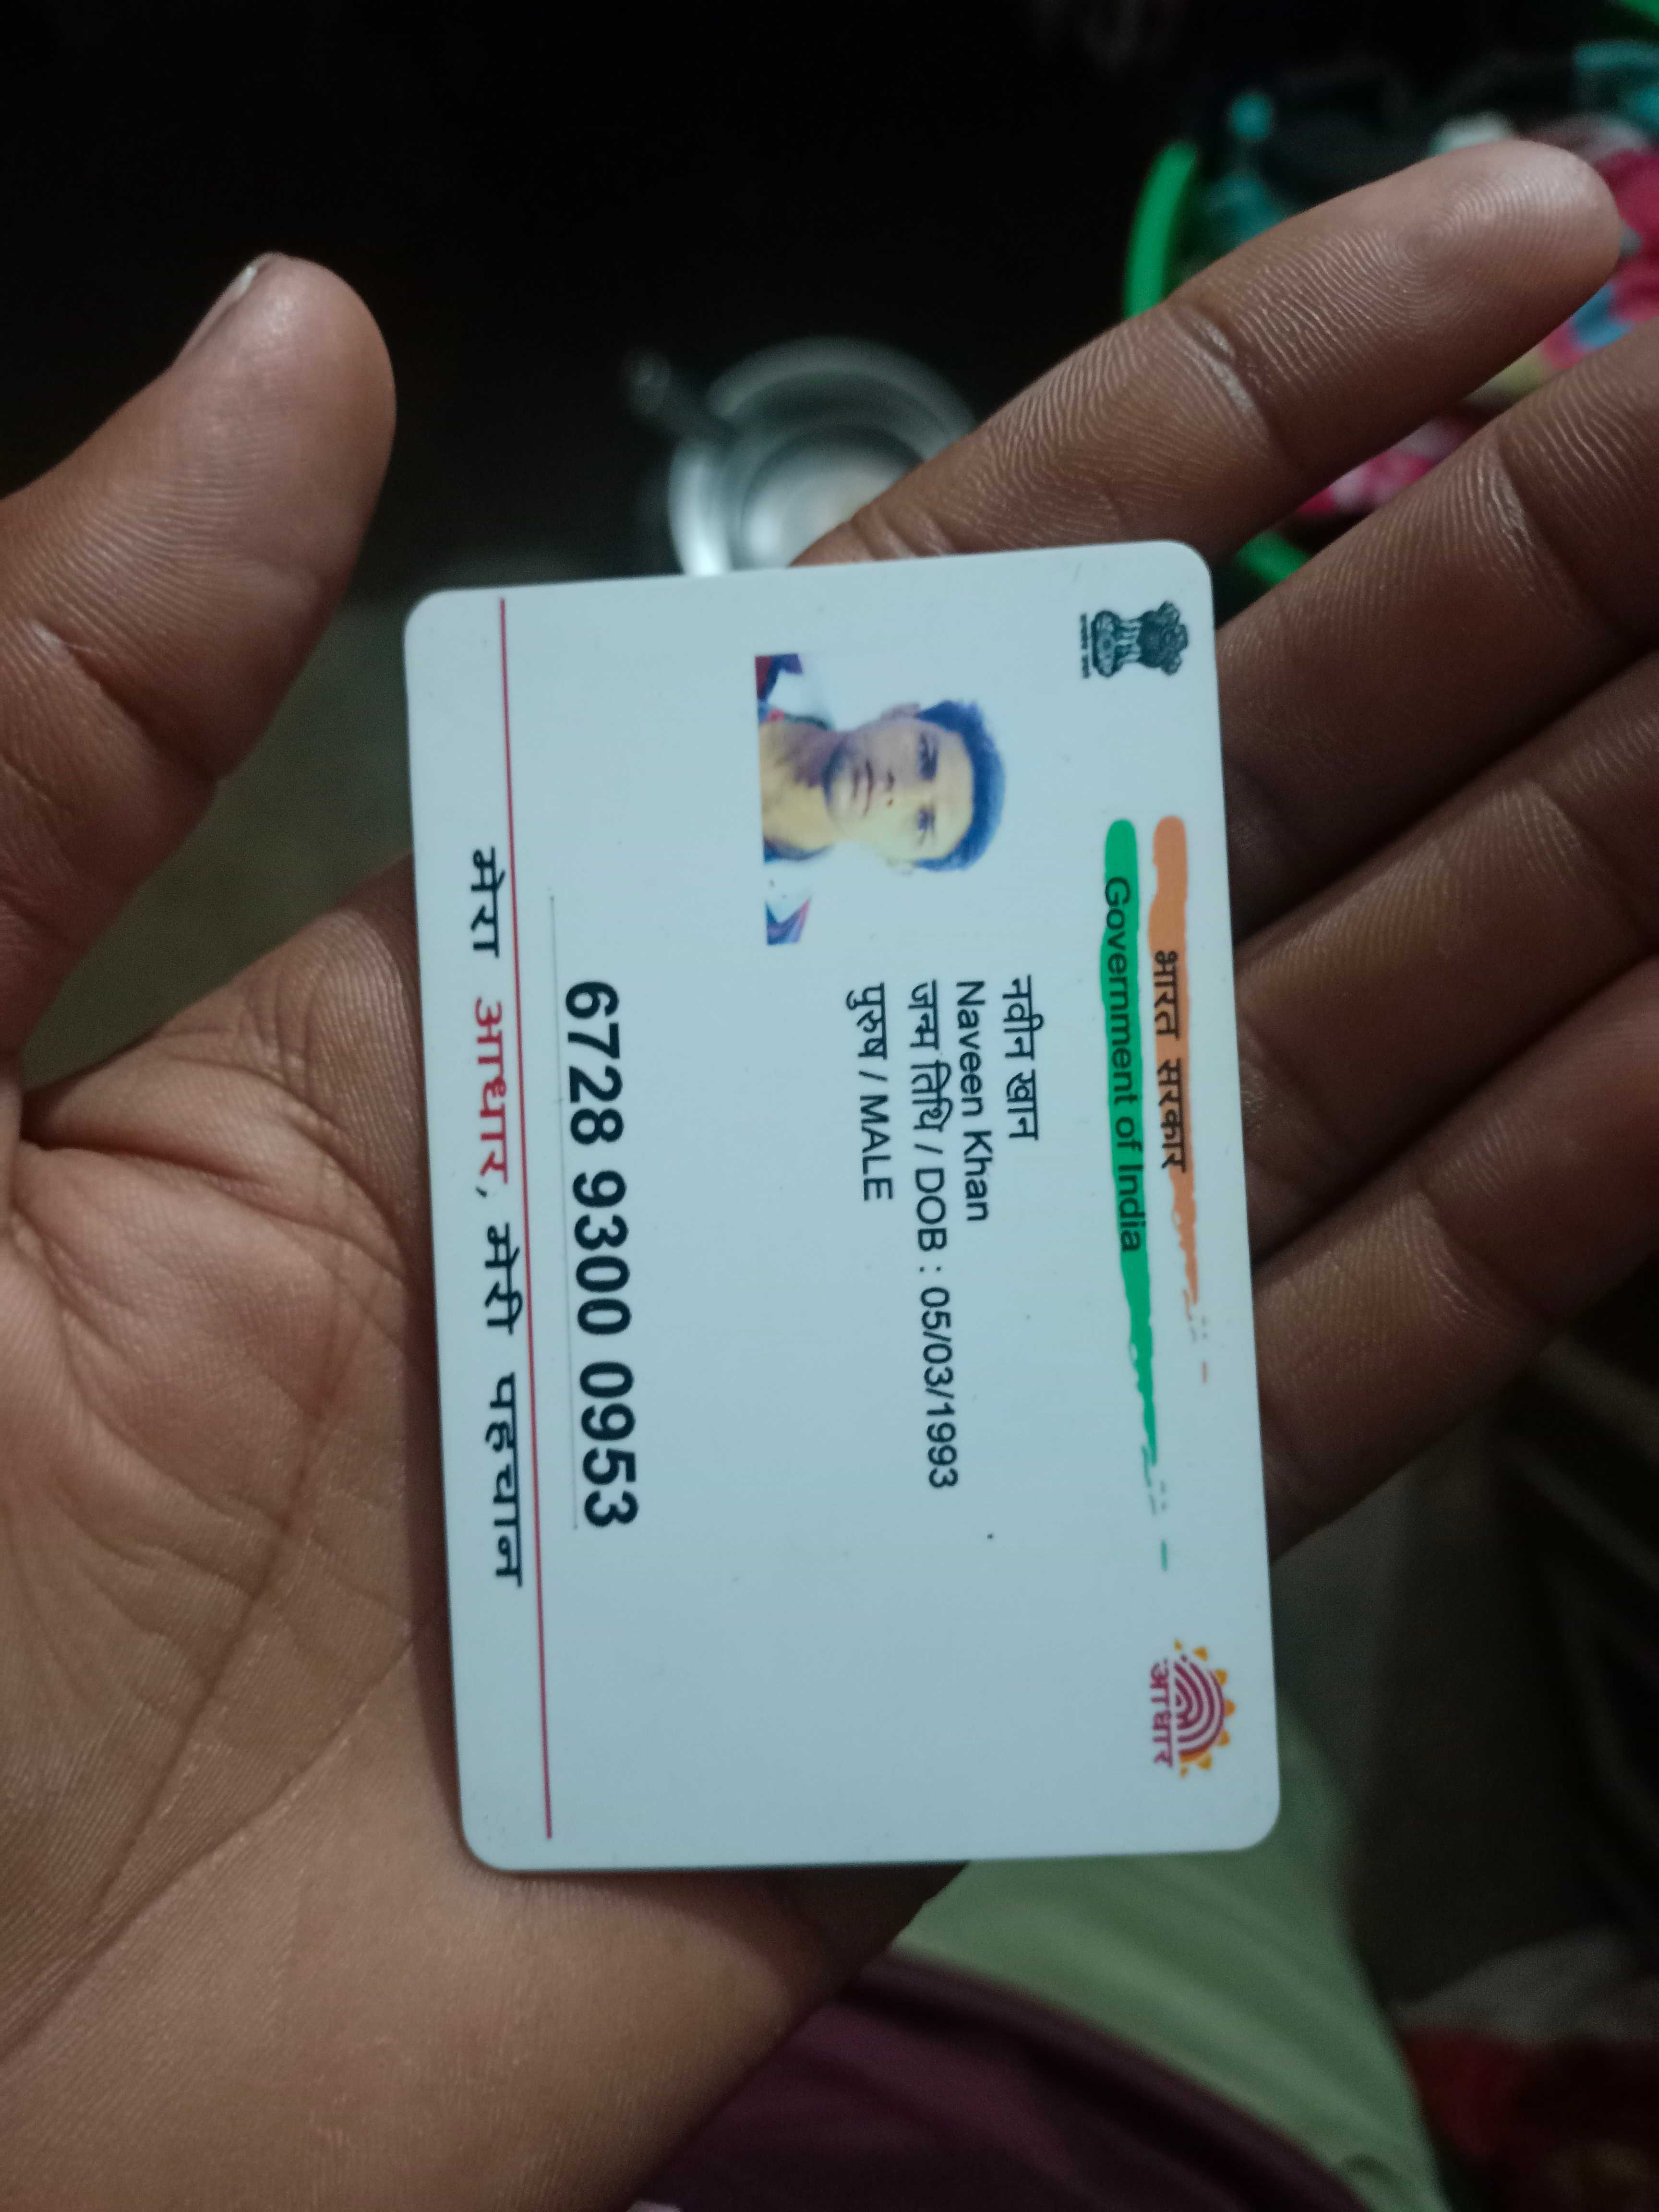 भारत सरकार
Government of India
आधार
नवीन खान
Naveen Khan
जन्म तिथि / DOB : 05/03/1993
पुरुष / MALE
6728 9300 0953
मेरा आधार, मेरी पहचान